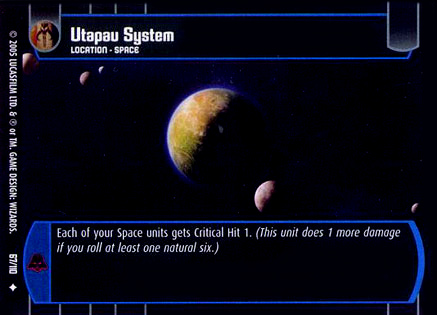 Utapau System
LOCATION - SPACE
Each of your Space units gets Critical Hit 1. (This unit does 1 more damage
if you roll at least one natural six.)
© 2005 LUCASFILM LTD. & ® or TM. GAME DESIGN: WIZARDS.
67/110